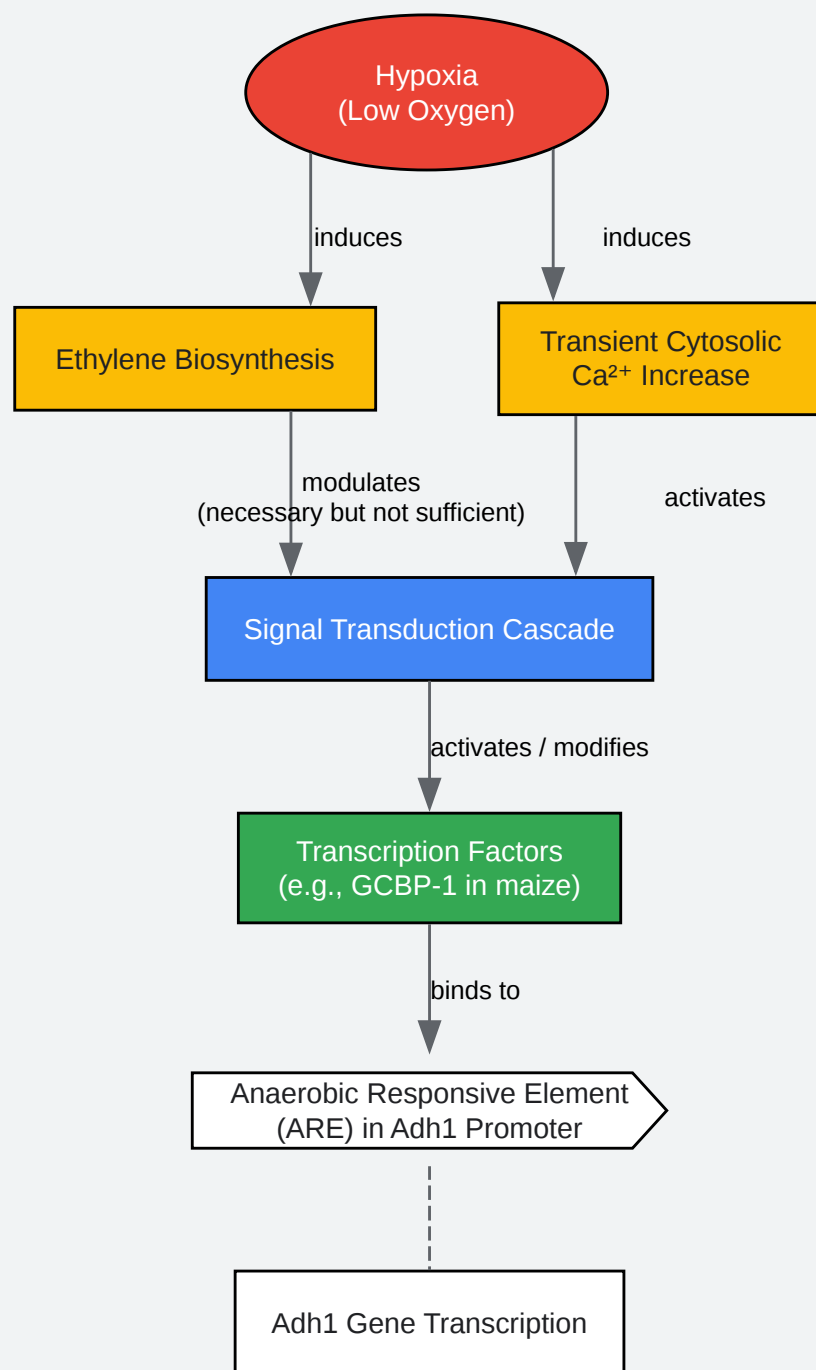 Hypoxia
(Low Oxygen)
induces
induces
Ethylene Biosynthesis
Transient Cytosolic
Ca²⁺ Increase
modulates
(necessary but not sufficient)
activates
Signal Transduction Cascade
activates / modifies
Transcription Factors
(e.g., GCBP-1 in maize)
binds to
Anaerobic Responsive Element
(ARE) in Adh1 Promoter
Adh1 Gene Transcription